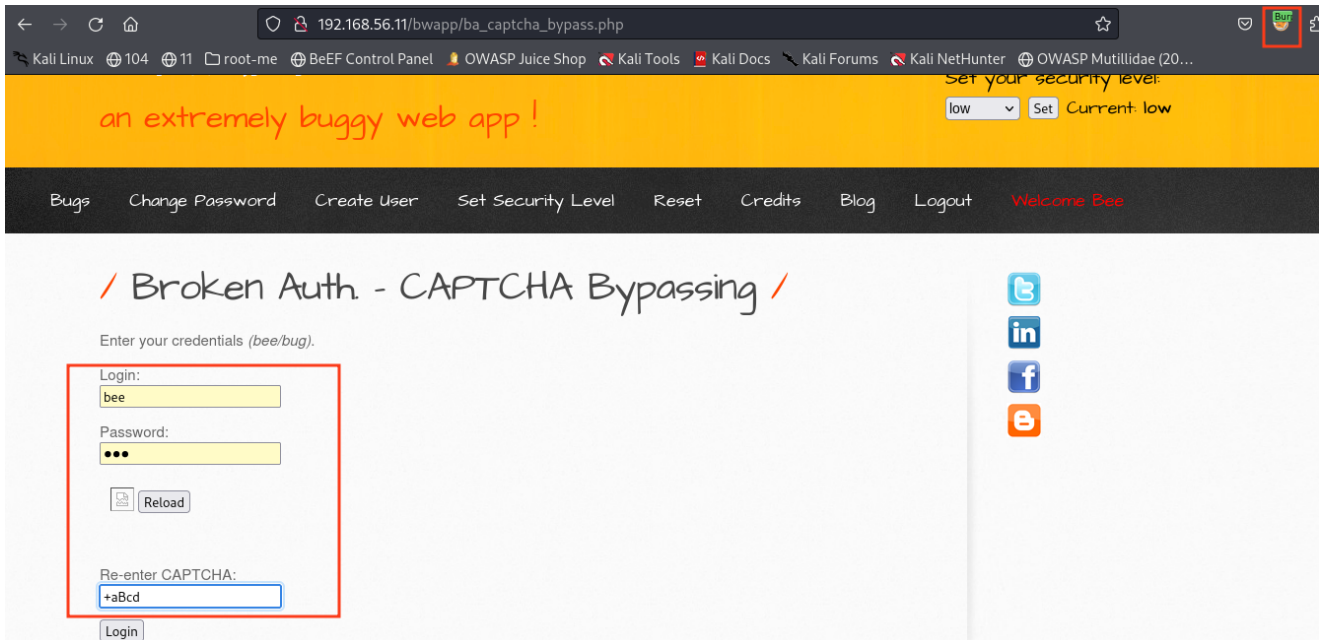 192.168.56.11/bwapp/ba_captcha_bypass.php
Bur
Kali Linux 104 11 root-me BeEF Control Panel OWASP Juice Shop Kali Tools Kali Docs Kali Forums Kali NetHunter OWASP Mutillidae (20...
Set your security level:
an extremely buggy web app !
low Set Current: low
Bugs Change Password Create User Set Security Level Reset Credits Blog Logout Welcome Bee
/ Broken Auth. - CAPTCHA Bypassing /
Enter your credentials (bee/bug).
Login:
bee
Password:
•••
Reload
Re-enter CAPTCHA:
+aBcd
Login